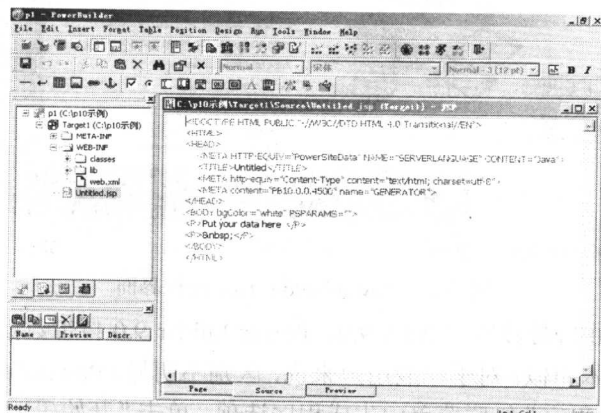 p1 - PowerBuilder
File Edit Insert Format Table Position Design Run Tools Window Help
Normal 宋体 Normal - 3 (12 pt) B I
p1 (C:\p10示例)
Target1 (C:\p10示例)
META-INF
WEB-INF
classes
lib
web.xml
Untitled.jsp
C:\p10示例\Target1\Source\Untitled.jsp (Target1) - JSP
<!DOCTYPE HTML PUBLIC "-//W3C//DTD HTML 4.0 Transitional//EN">
<HTML>
<HEAD>
<META HTTP-EQUIV="PowerSiteData" NAME="SERVERLANGUAGE" CONTENT="Java">
<TITLE>Untitled</TITLE>
<META http-equiv="Content-Type" content="text/html; charset=utf-8">
<META content="PB10.0.0.4500" name="GENERATOR">
</HEAD>
<BODY bgColor="white" PSPARAMS="">
<P>Put your data here </P>
<P>&nbsp;</P>
</BODY>
</HTML>
Name Preview Descr
Page Source Preview
Ready